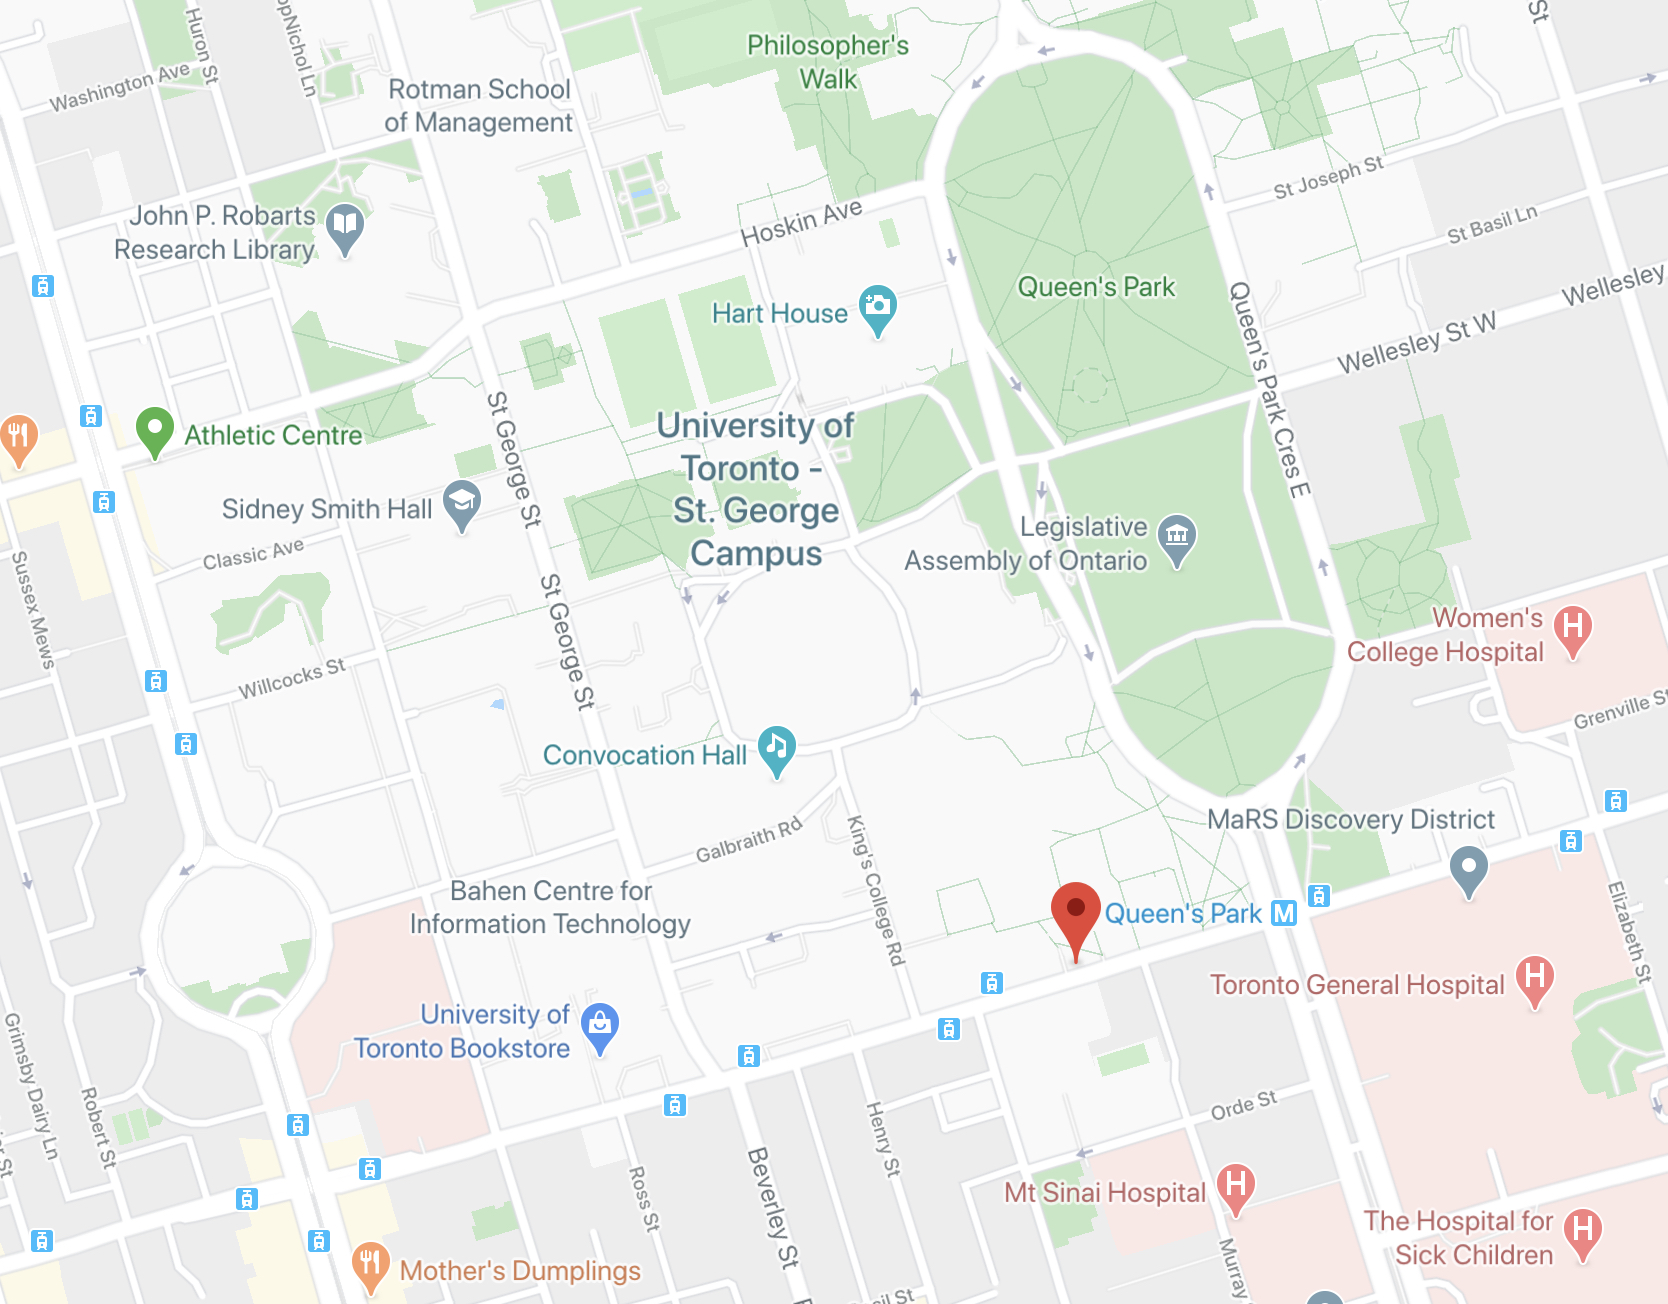 Huron St
opNichol Ln
Washington Ave
Philosopher's
Walk
St
Rotman School
of Management
St Joseph St
John P. Robarts
Research Library
Hoskin Ave
St Basil Ln
Queen's Park
Wellesley
Hart House
Queen's Park Cres E
Wellesley St W
St George St
University of
Toronto -
St. George
Campus
Athletic Centre
Sidney Smith Hall
Legislative
Assembly of Ontario
Classic Ave
Sussex Mews
St George St
Women's
College Hospital
Willcocks St
Grenville St
Convocation Hall
MaRS Discovery District
Galbraith Rd
King's College Rd
Bahen Centre for
Information Technology
Queen's Park
M
Elizabeth St
Toronto General Hospital
H
H
University of
Toronto Bookstore
Grimsby Dairy Ln
Robert St
Henry St
Orde St
St
Ross St
Beverley St
Mt Sinai Hospital
H
The Hospital for
Sick Children
H
Murray
Mother's Dumplings
cil St